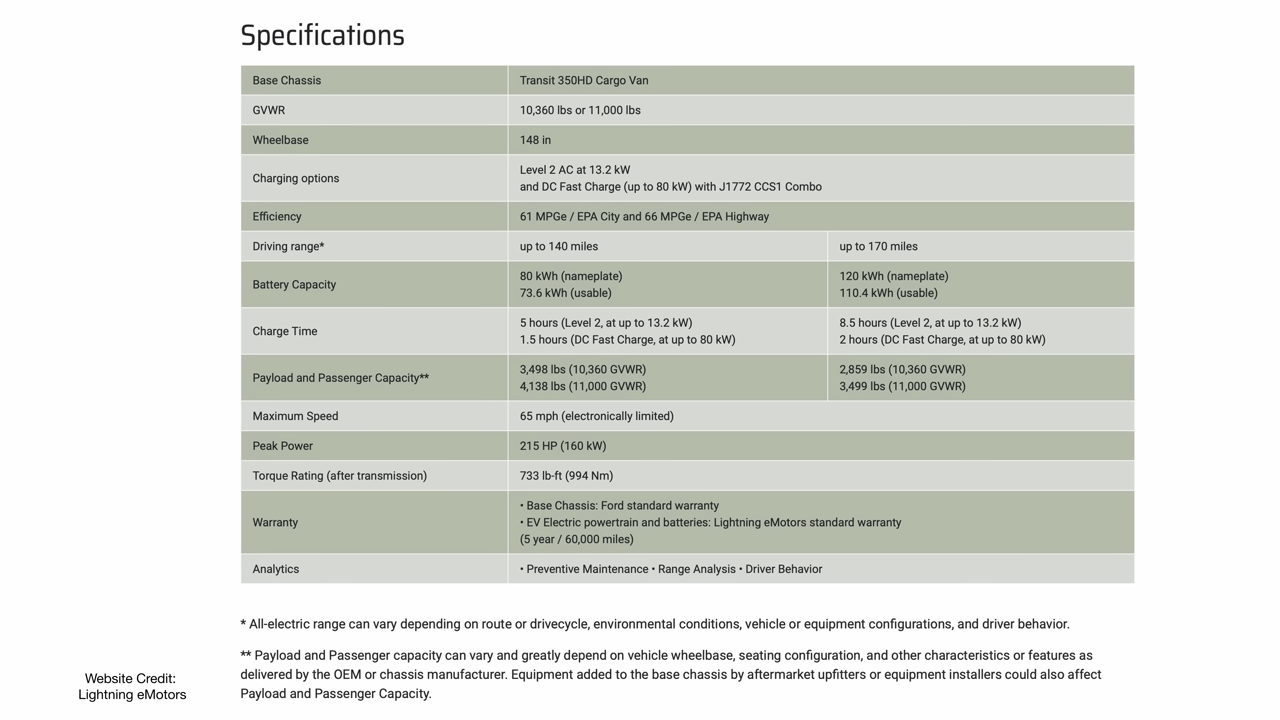 Specifications
Base Chassis
Transit 350HD Cargo Van
GVWR
10,360 lbs or 11,000 lbs
Wheelbase
148 in
Charging options
Level 2 AC at 13.2 kW
and DC Fast Charge (up to 80 kW) with J1772 CCS1 Combo
Efficiency
61 MPGe / EPA City and 66 MPGe / EPA Highway
Driving range*
up to 140 miles
up to 170 miles
Battery Capacity
80 kWh (nameplate)
73.6 kWh (usable)
120 kWh (nameplate)
110.4 kWh (usable)
Charge Time
5 hours (Level 2, at up to 13.2 kW)
1.5 hours (DC Fast Charge, at up to 80 kW)
8.5 hours (Level 2, at up to 13.2 kW)
2 hours (DC Fast Charge, at up to 80 kW)
Payload and Passenger Capacity**
3,498 lbs (10,360 GVWR)
4,138 lbs (11,000 GVWR)
2,859 lbs (10,360 GVWR)
3,499 lbs (11,000 GVWR)
Maximum Speed
65 mph (electronically limited)
Peak Power
215 HP (160 kW)
Torque Rating (after transmission)
733 lb-ft (994 Nm)
Warranty
• Base Chassis: Ford standard warranty
• EV Electric powertrain and batteries: Lightning eMotors standard warranty
(5 year / 60,000 miles)
Analytics
• Preventive Maintenance • Range Analysis • Driver Behavior
* All-electric range can vary depending on route or drivecycle, environmental conditions, vehicle or equipment configurations, and driver behavior.
** Payload and Passenger capacity can vary and greatly depend on vehicle wheelbase, seating configuration, and other characteristics or features as
delivered by the OEM or chassis manufacturer. Equipment added to the base chassis by aftermarket upfitters or equipment installers could also affect
Payload and Passenger Capacity.
Website Credit:
Lightning eMotors